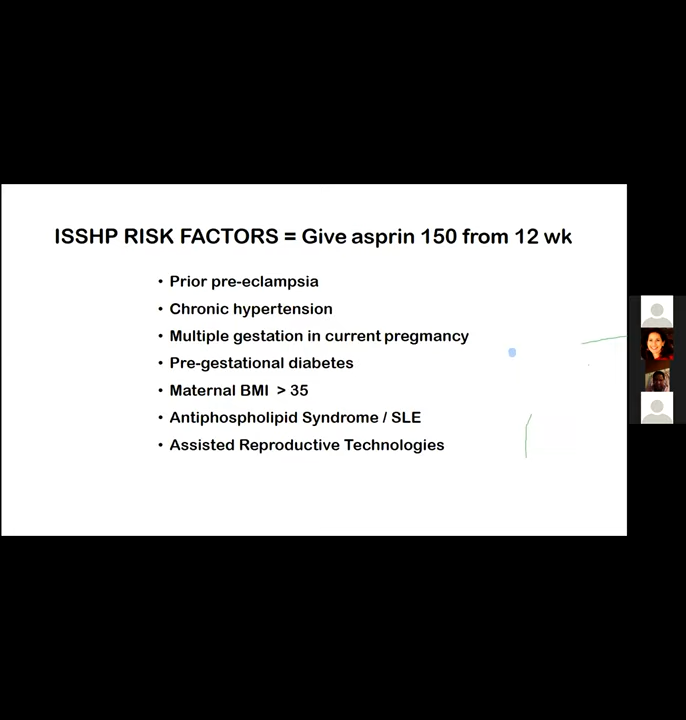 ISSHP RISK FACTORS = Give asprin 150 from 12 wk
• Prior pre-eclampsia
• Chronic hypertension
• Multiple gestation in current pregmancy
• Pre-gestational diabetes
• Maternal BMI > 35
• Antiphospholipid Syndrome / SLE
• Assisted Reproductive Technologies